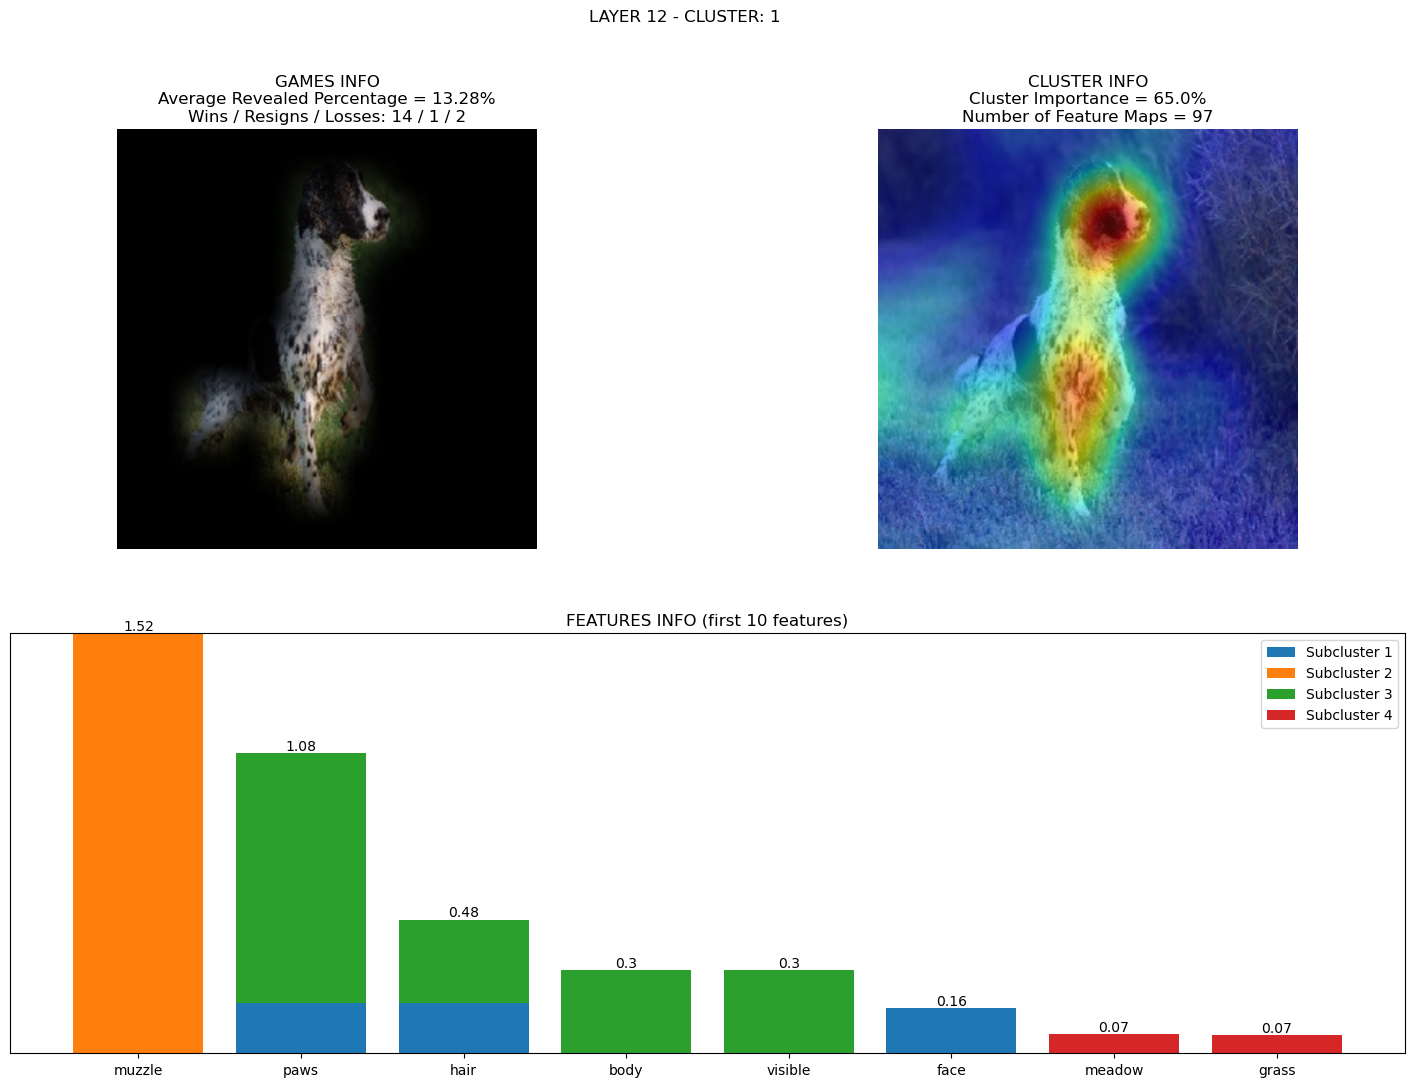 LAYER 12 - CLUSTER: 1
GAMES INFO
Average Revealed Percentage = 13.28%
Wins / Resigns / Losses: 14 / 1 / 2
CLUSTER INFO
Cluster Importance = 65.0%
Number of Feature Maps = 97
FEATURES INFO (first 10 features)
1.52
1.08
0.48
0.3
0.3
0.16
0.07
0.07
Subcluster 1
Subcluster 2
Subcluster 3
Subcluster 4
muzzle
paws
hair
body
visible
face
meadow
grass